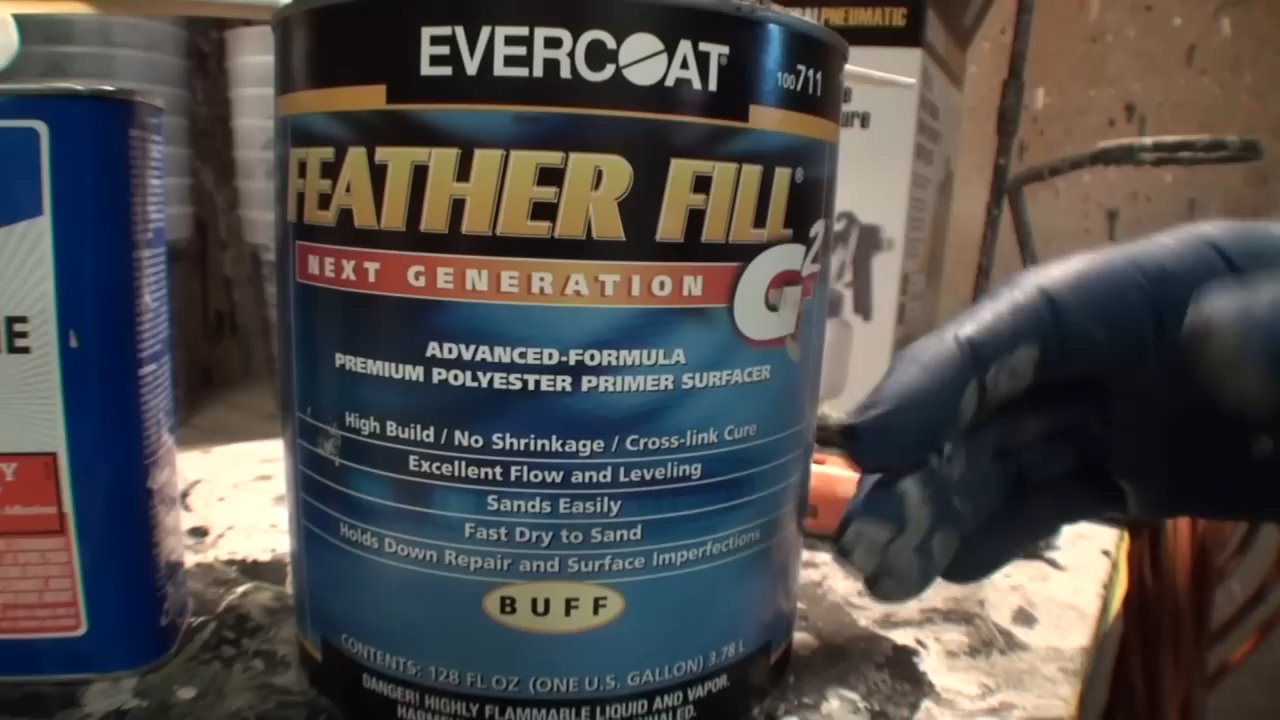 EVERCOAT
100711
FEATHER FILL®
NEXT GENERATION G2
ADVANCED-FORMULA
PREMIUM POLYESTER PRIMER SURFACER
High Build / No Shrinkage / Cross-link Cure
Excellent Flow and Leveling
Sands Easily
Fast Dry to Sand
Holds Down Repair and Surface Imperfections
BUFF
CONTENTS: 128 FL OZ (ONE U.S. GALLON) 3.78 L
DANGER! HIGHLY FLAMMABLE LIQUID AND VAPOR.
PNEUMATIC